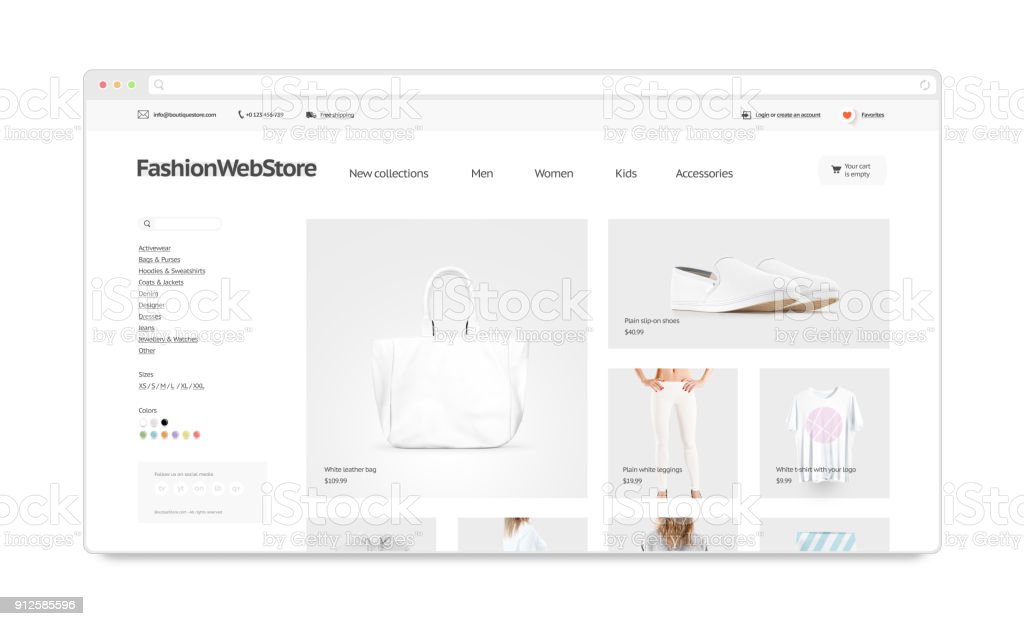 info@boutiquestore.com
+0 123 456-789
Free shipping
Login or create an account
Favorites
FashionWebStore
New collections
Men
Women
Kids
Accessories
Your cart
is empty
Activewear
Bags & Purses
Hoodies & Sweatshirts
Coats & Jackets
Denim
Designer
Dresses
Jeans
Jewellery & Watches
Other
Sizes
XS / S / M / L / XL / XXL
Colors
Follow us on social media
tw yt on
BoutiqueStore.com - All rights reserved
White leather bag
$109.99
Plain slip-on shoes
$40.99
Plain white leggings
$19.99
White t-shirt with your logo
$9.99
iStock
by Getty Images™
912585596